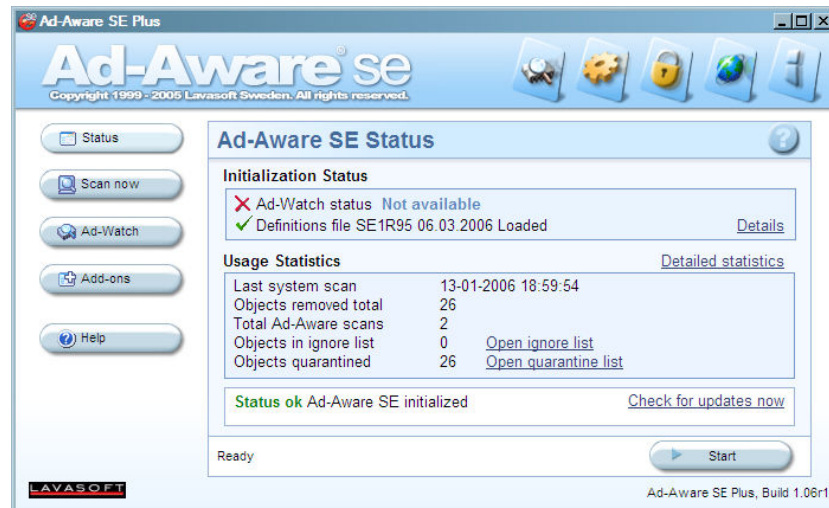 Ad-Aware SE Plus
Ad-Aware SE
Copyright 1999 - 2005 Lavasoft Sweden. All rights reserved.
Status
Scan now
Ad-Watch
Add-ons
Help
Ad-Aware SE Status
Initialization Status
Ad-Watch status Not available
Definitions file SE1R95 06.03.2006 Loaded Details
Usage Statistics Detailed statistics
Last system scan 13-01-2006 18:59:54
Objects removed total 26
Total Ad-Aware scans 2
Objects in ignore list 0 Open ignore list
Objects quarantined 26 Open quarantine list
Status ok Ad-Aware SE initialized Check for updates now
Ready Start
LAVASOFT
Ad-Aware SE Plus, Build 1.06r1